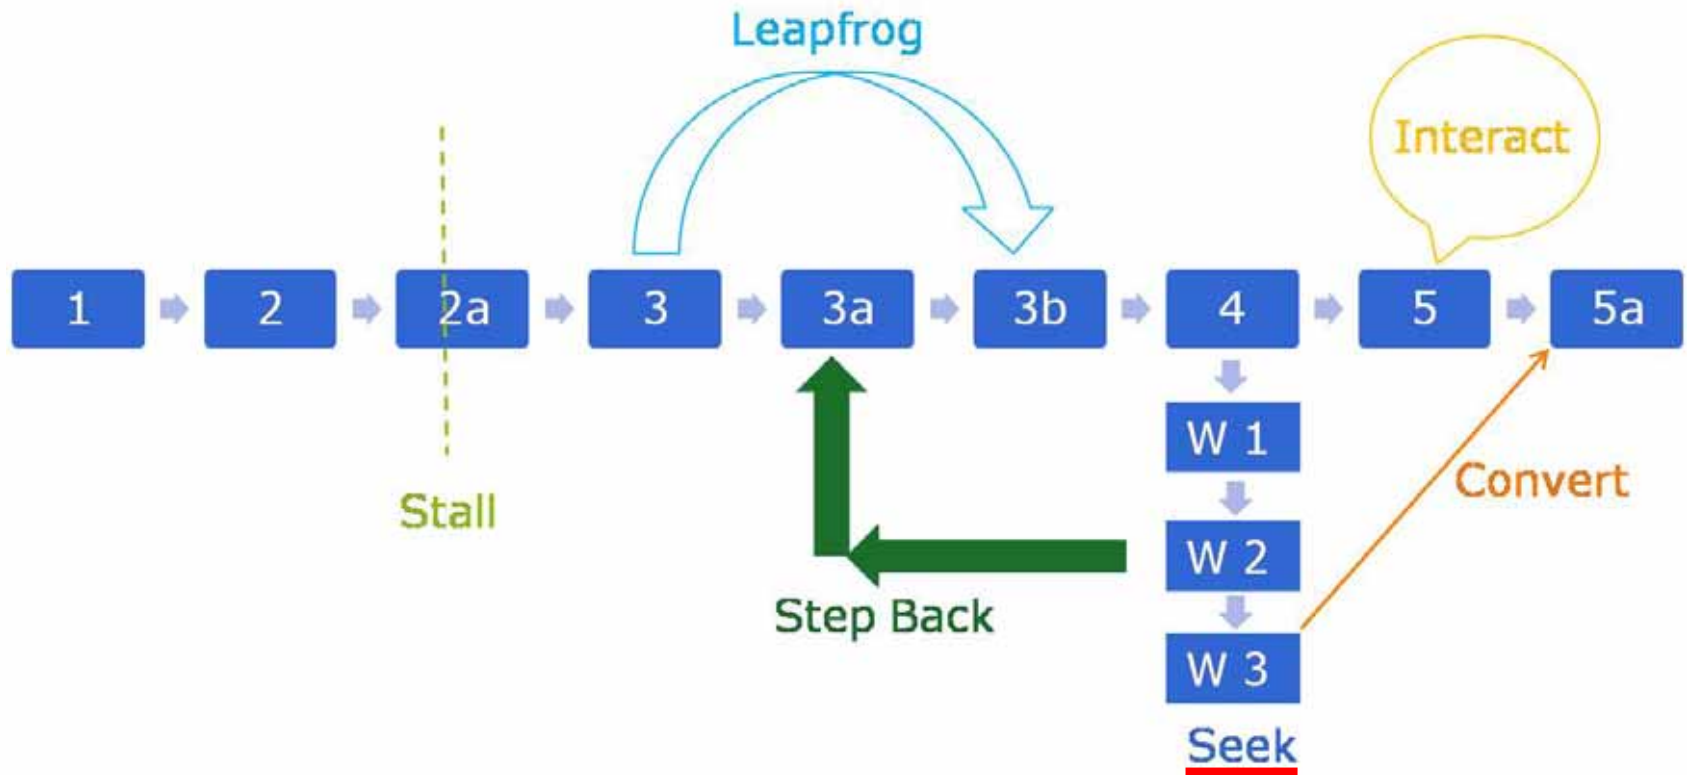 Leapfrog
Interact
1 2 2a 3 3a 3b 4 5 5a
W 1
Convert
Stall
W 2
Step Back
W 3
Seek